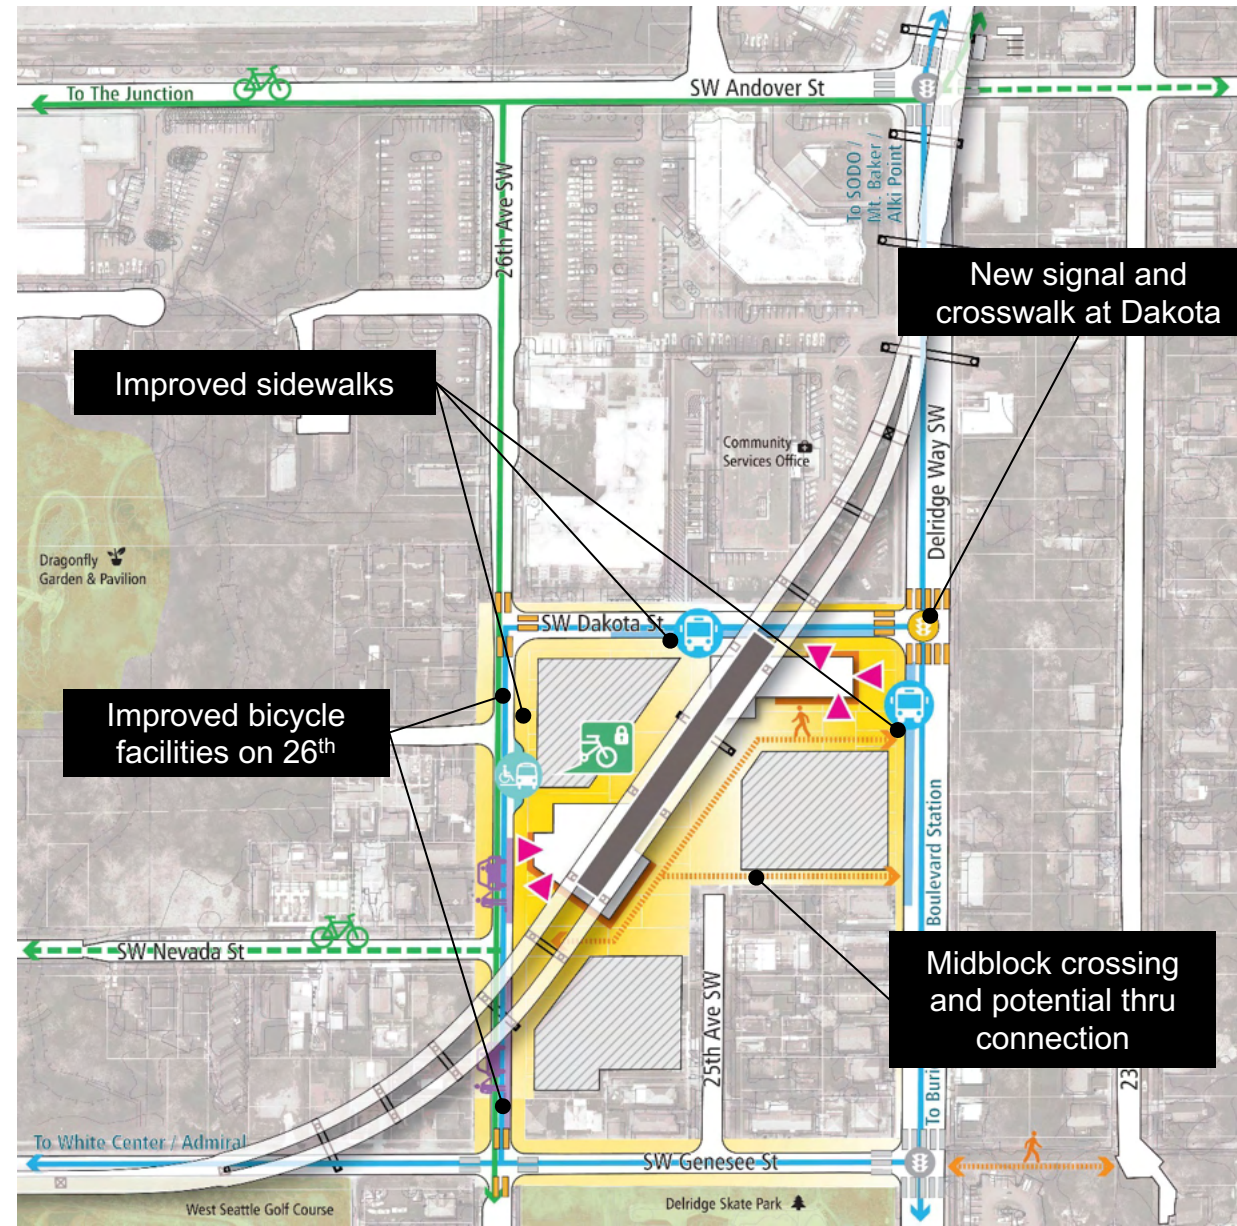 To The Junction
SW Andover St
26th Ave SW
To SODO /
Mt. Baker /
Alki Point
New signal and
crosswalk at Dakota
Improved sidewalks
Community
Services Office
Delridge Way SW
Dragonfly
Garden & Pavilion
SW Dakota St
Improved bicycle
facilities on 26th
Boulevard Station
SW Nevada St
Midblock crossing
and potential thru
connection
25th Ave SW
23
To Buri
To White Center / Admiral
SW Genesee St
West Seattle Golf Course
Delridge Skate Park